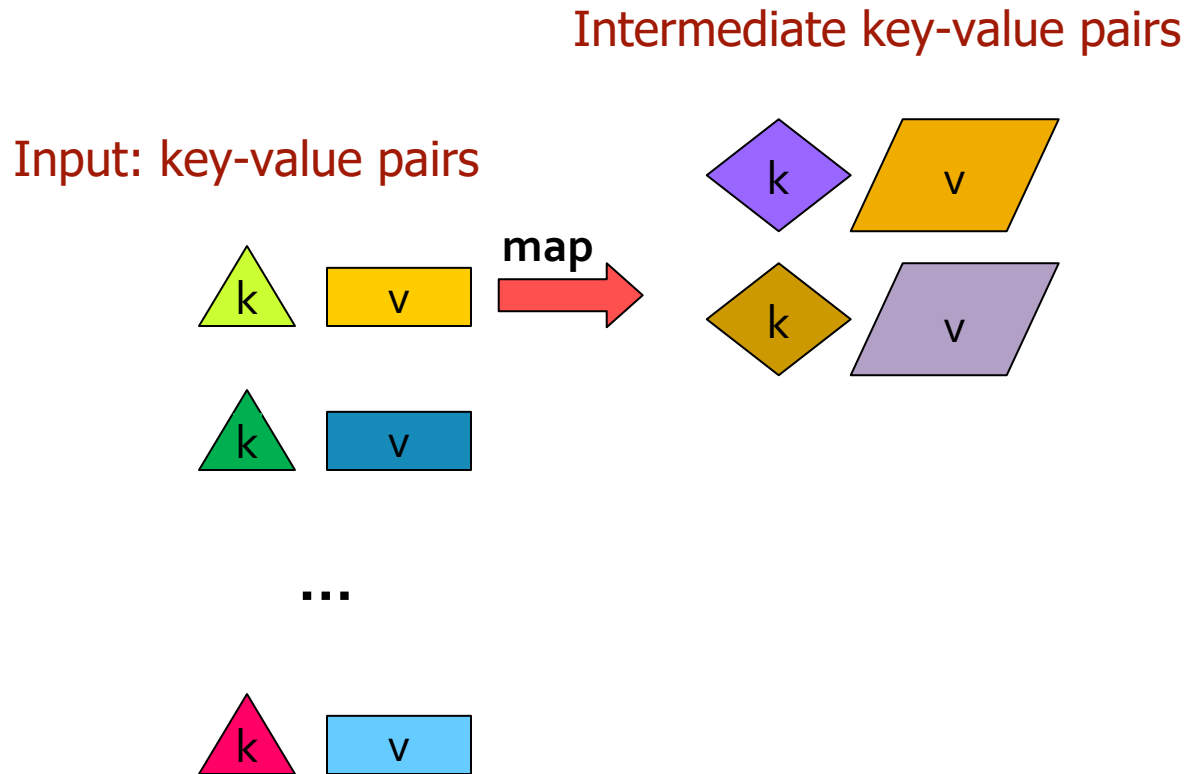 Intermediate key-value pairs
Input: key-value pairs
k v
map
k v
k v
k v
...
k v